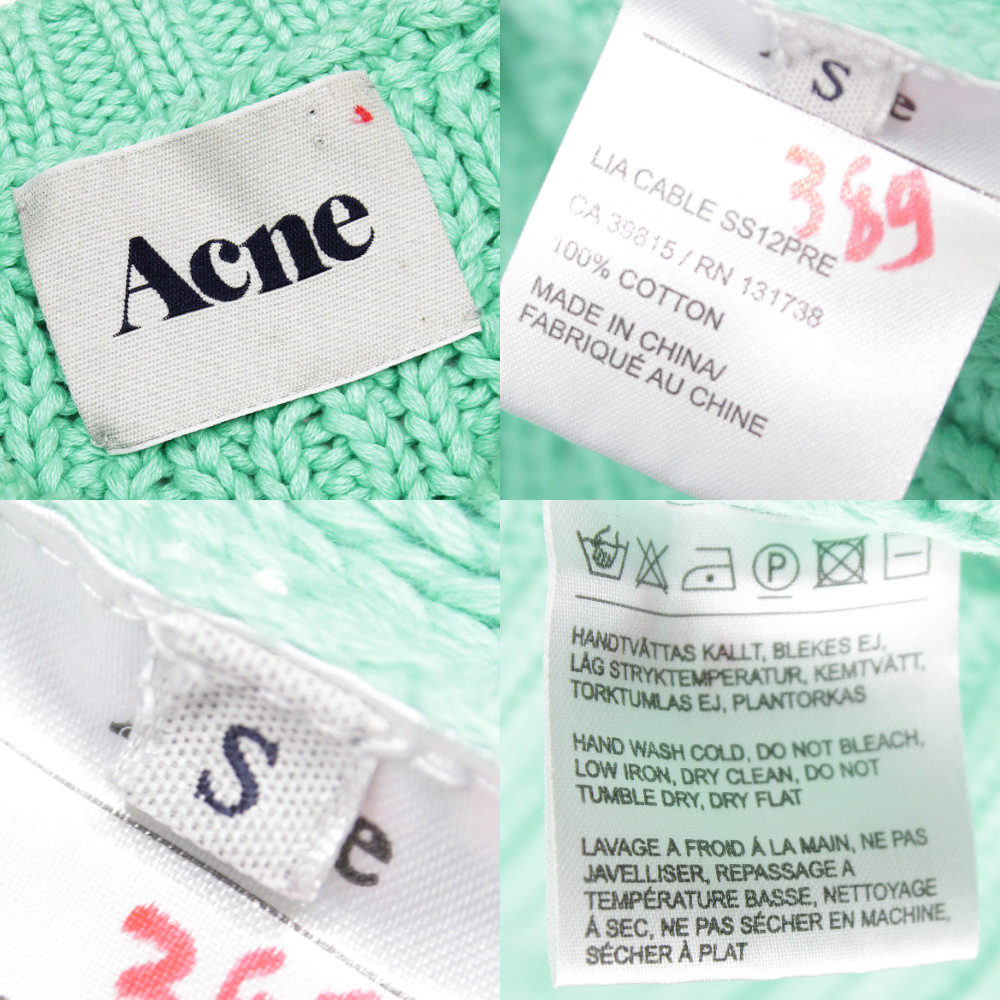 Acne
S
e
389
LIA CABLE SS12PRE
CA 39815 / RN 131738
100% COTTON
MADE IN CHINA/
FABRIQUÉ AU CHINE
S
e
P
HANDTVÄTTAS KALLT, BLEKES EJ,
LÅG STRYKTEMPERATUR, KEMTVÄTT,
TORKTUMLAS EJ, PLANTORKAS
HAND WASH COLD, DO NOT BLEACH,
LOW IRON, DRY CLEAN, DO NOT
TUMBLE DRY, DRY FLAT
LAVAGE A FROID Á LA MAIN, NE PAS
JAVELLISER, REPASSAGE A
TEMPÉRATURE BASSE, NETTOYAGE
Á SEC, NE PAS SÉCHER EN MACHINE,
SÉCHER À PLAT